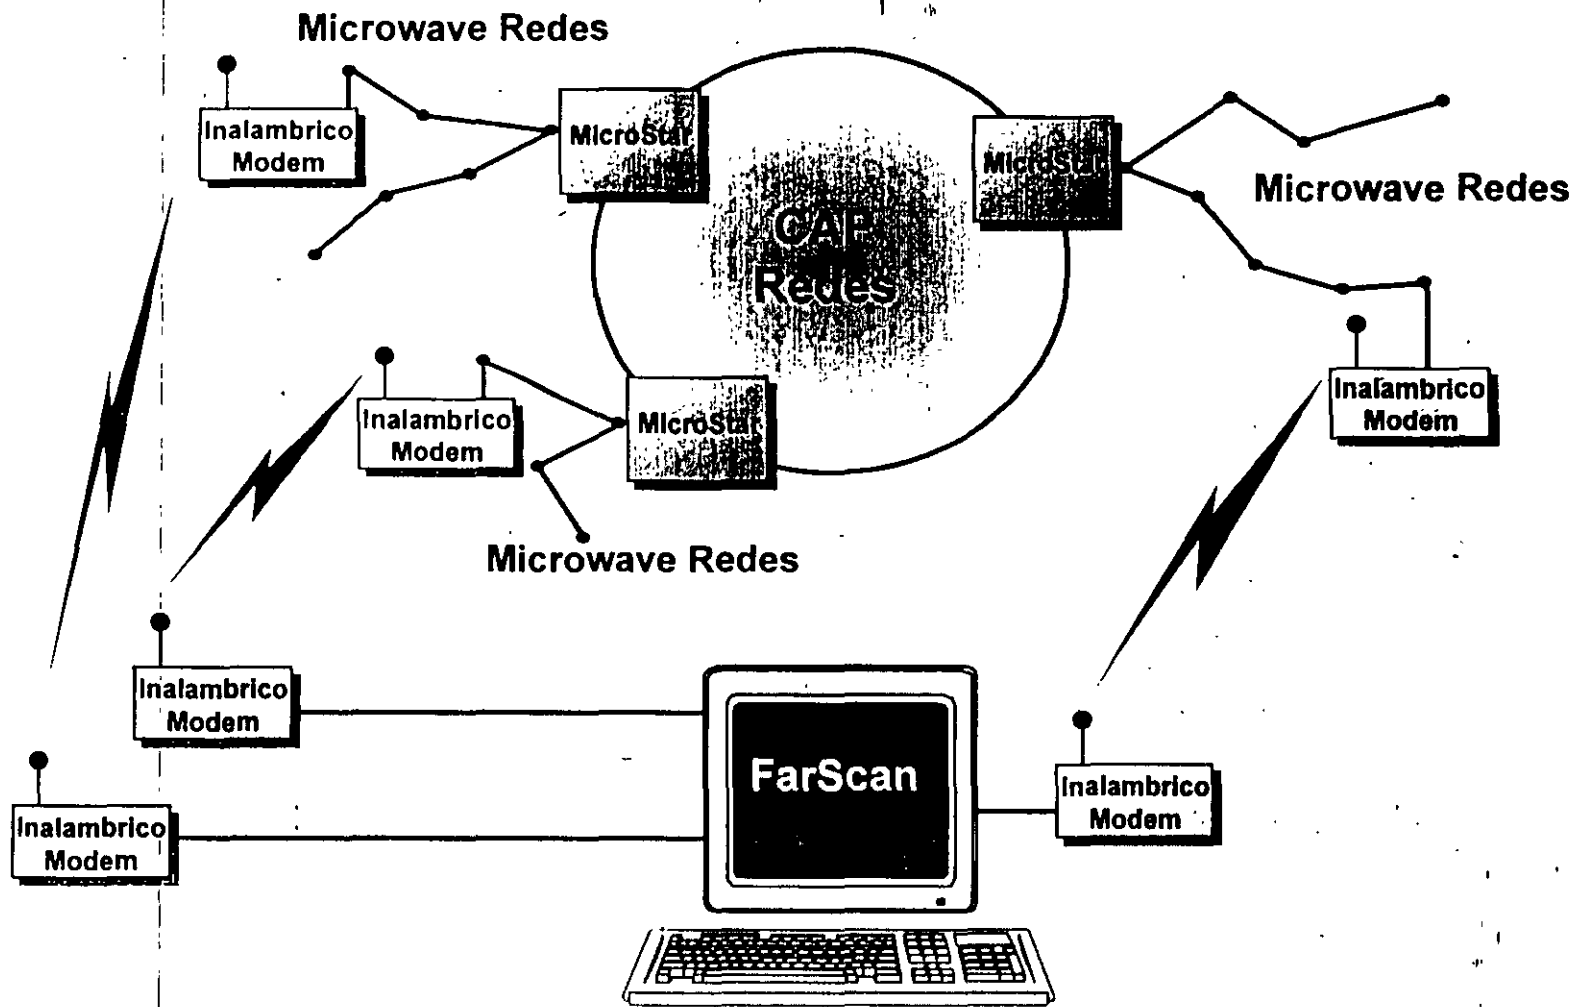 Microwave Redes
Inalambrico
Modem
MicroStar
MicroStar
Microwave Redes
CAP
Redes
Inalambrico
Modem
MicroStar
Inalambrico
Modem
Microwave Redes
Inalambrico
Modem
FarScan
Inalambrico
Modem
Inalambrico
Modem